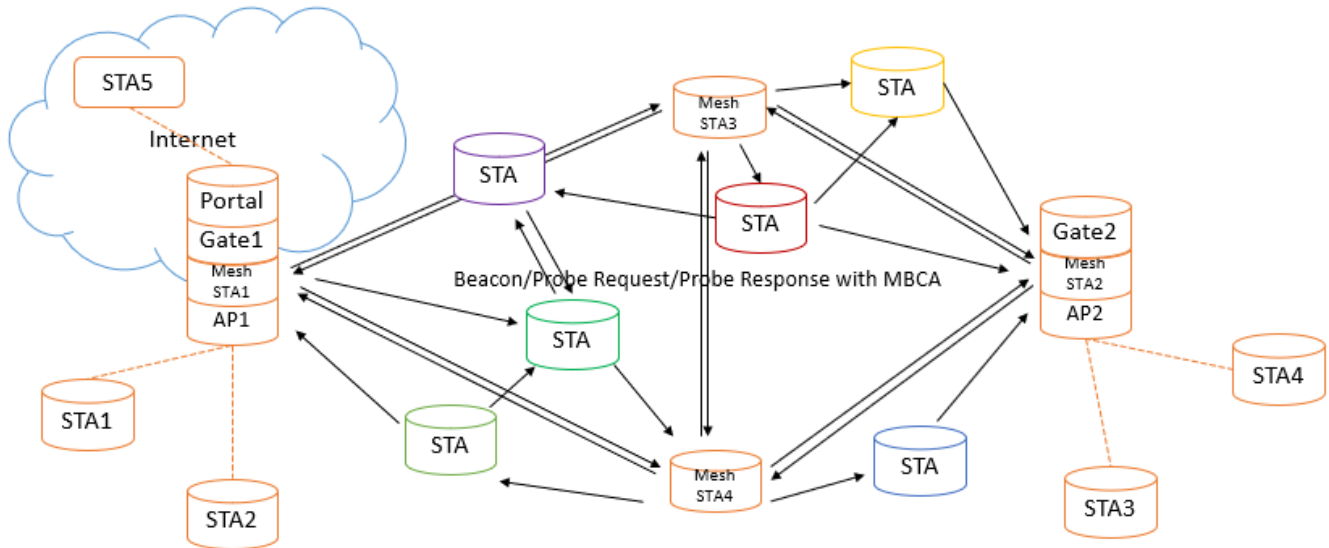 STA5
Internet
Portal
Gate1
Mesh
STA1
AP1
STA1
STA2
STA
Mesh
STA3
STA
STA
Beacon/Probe Request/Probe Response with MBCA
STA
STA
Mesh
STA4
STA
Gate2
Mesh
STA2
AP2
STA4
STA3